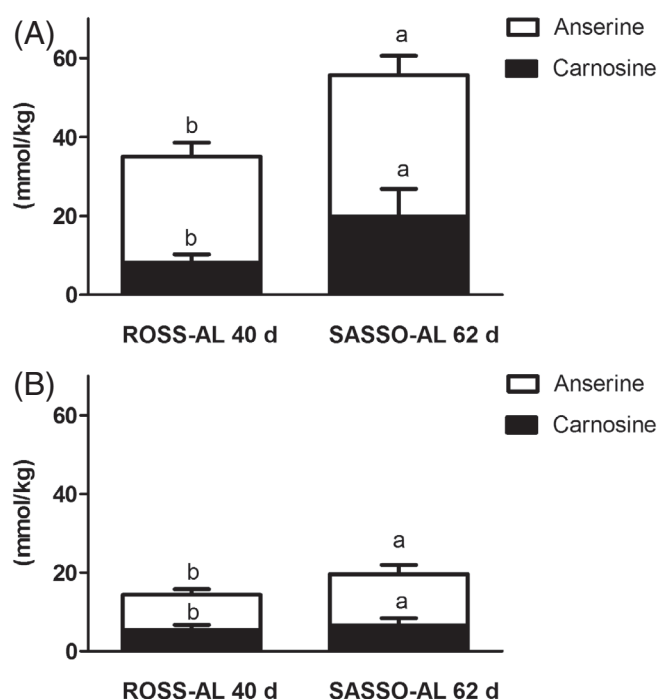 (A)
Anserine
Carnosine
(mmol/kg)
60
40
20
0
b
b
a
a
ROSS-AL 40 d
SASSO-AL 62 d
(B)
Anserine
Carnosine
(mmol/kg)
60
40
20
0
b
b
a
a
ROSS-AL 40 d
SASSO-AL 62 d